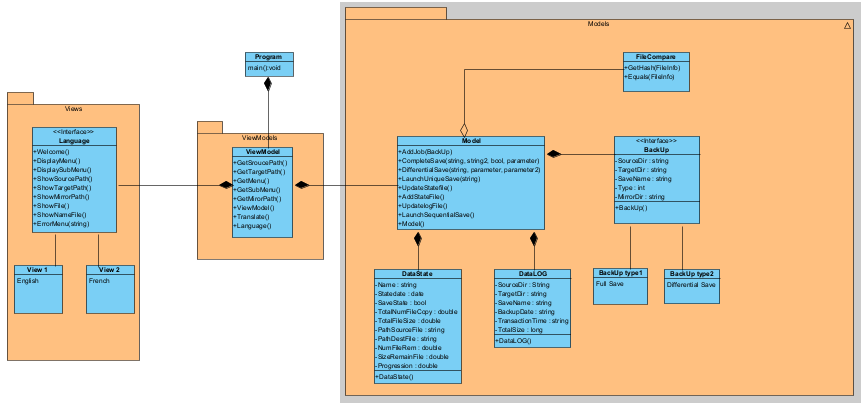 Models
Program
main():void
FileCompare
+GetHash(FileInfo)
+Equals(FileInfo)
Views
<<Interface>>
Language
+Welcome()
+DisplayMenu()
+DisplaySubMenu()
+ShowSourcePath()
+ShowTargetPath()
+ShowMirrorPath()
+ShowFile()
+ShowNameFile()
+ErrorMenu(string)
View 1
English
View 2
French
ViewModels
ViewModel
+GetSroucePath()
+GetTargetPath()
+GetMenu()
+GetSubMenu()
+GetMirorPath()
+ViewModel()
+Translate()
+Language()
Model
+AddJob(BackUp)
+CompleteSave(string, string2, bool, parameter)
+DifferentialSave(string, parameter, parameter2)
+LaunchUniqueSave(string)
+UpdateStatefile()
+AddStateFile()
+UpdatelogFile()
+LaunchSequentialSave()
+Model()
<<Interface>>
BackUp
-SourceDir : string
-TargetDir : string
-SaveName : string
-Type : int
-MirrorDir : string
+BackUp()
DataState
-Name : string
-Statedate : date
-SaveState : bool
-TotalNumFileCopy : double
-TotalFileSize : double
-PathSourceFile : string
-PathDestFile : string
-NumFileRem : double
-SizeRemainFile : double
-Progression : double
+DataState()
DataLOG
-SourceDir : String
-TargetDir : string
-SaveName : string
-BackupDate : string
-TransactionTime : string
-TotalSize : long
+DataLOG()
BackUp type1
Full Save
BackUp type2
Differential Save